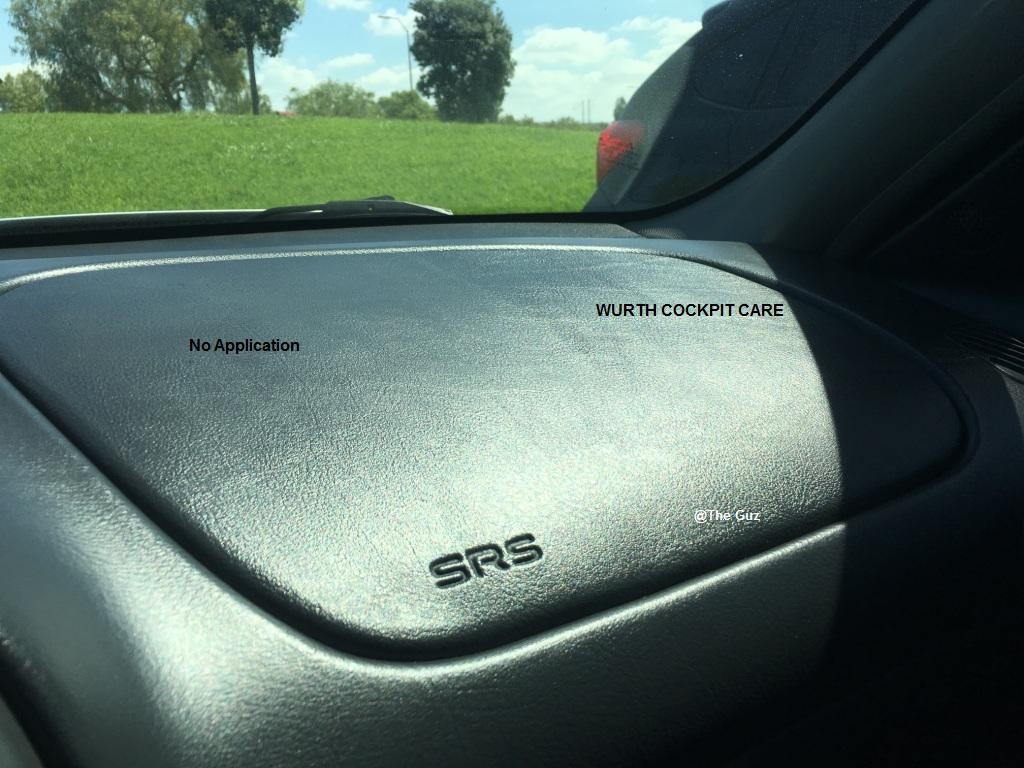 WURTH COCKPIT CARE
No Application
@The Guz
SRS